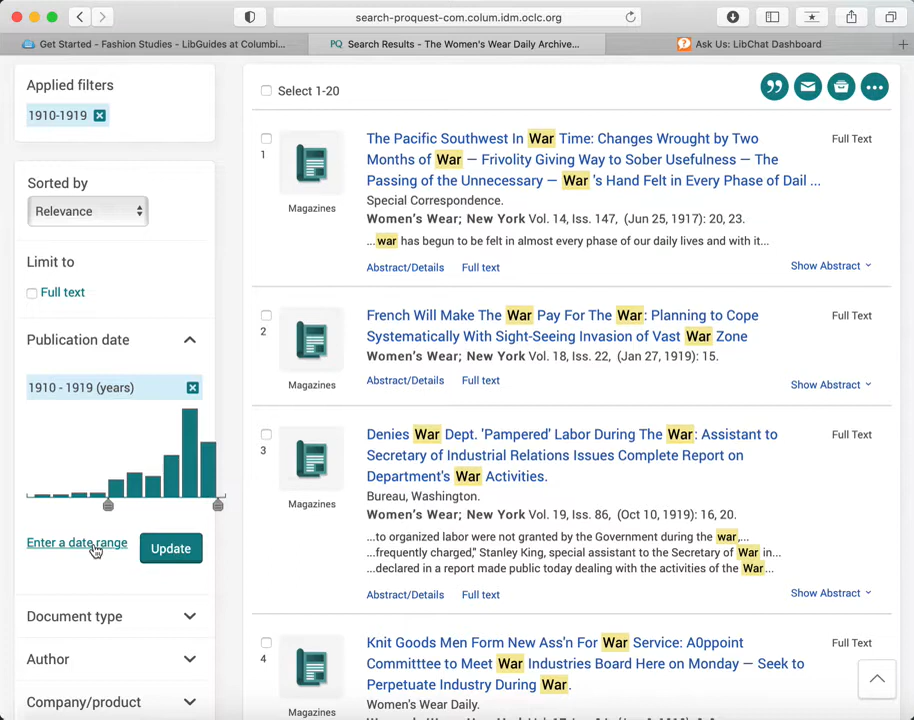 search-proquest-com.colum.idm.oclc.org
Get Started - Fashion Studies - LibGuides at Columbi...
PQ Search Results - The Women's Wear Daily Archive...
Ask Us: LibChat Dashboard
Applied filters
1910-1919
Sorted by
Relevance
Limit to
Full text
Publication date
1910 - 1919 (years)
Enter a date range
Update
Document type
Author
Company/product
Select 1-20
1
Magazines
The Pacific Southwest In War Time: Changes Wrought by Two
Months of War — Frivolity Giving Way to Sober Usefulness — The
Passing of the Unnecessary — War 's Hand Felt in Every Phase of Dail ...
Full Text
Special Correspondence.
Women's Wear; New York Vol. 14, Iss. 147, (Jun 25, 1917): 20, 23.
...war has begun to be felt in almost every phase of our daily lives and with it...
Abstract/Details Full text
Show Abstract
2
Magazines
French Will Make The War Pay For The War: Planning to Cope
Systematically With Sight-Seeing Invasion of Vast War Zone
Full Text
Women's Wear; New York Vol. 18, Iss. 22, (Jan 27, 1919): 15.
Abstract/Details Full text
Show Abstract
3
Magazines
Denies War Dept. 'Pampered' Labor During The War: Assistant to
Secretary of Industrial Relations Issues Complete Report on
Department's War Activities.
Full Text
Bureau, Washington.
Women's Wear; New York Vol. 19, Iss. 86, (Oct 10, 1919): 16, 20.
...to organized labor were not granted by the Government during the war,...
...frequently charged," Stanley King, special assistant to the Secretary of War in...
...declared in a report made public today dealing with the activities of the War...
Abstract/Details Full text
Show Abstract
4
Magazines
Knit Goods Men Form New Ass'n For War Service: A0ppoint
Committtee to Meet War Industries Board Here on Monday — Seek to
Perpetuate Industry During War.
Full Text
Women's Wear Daily.